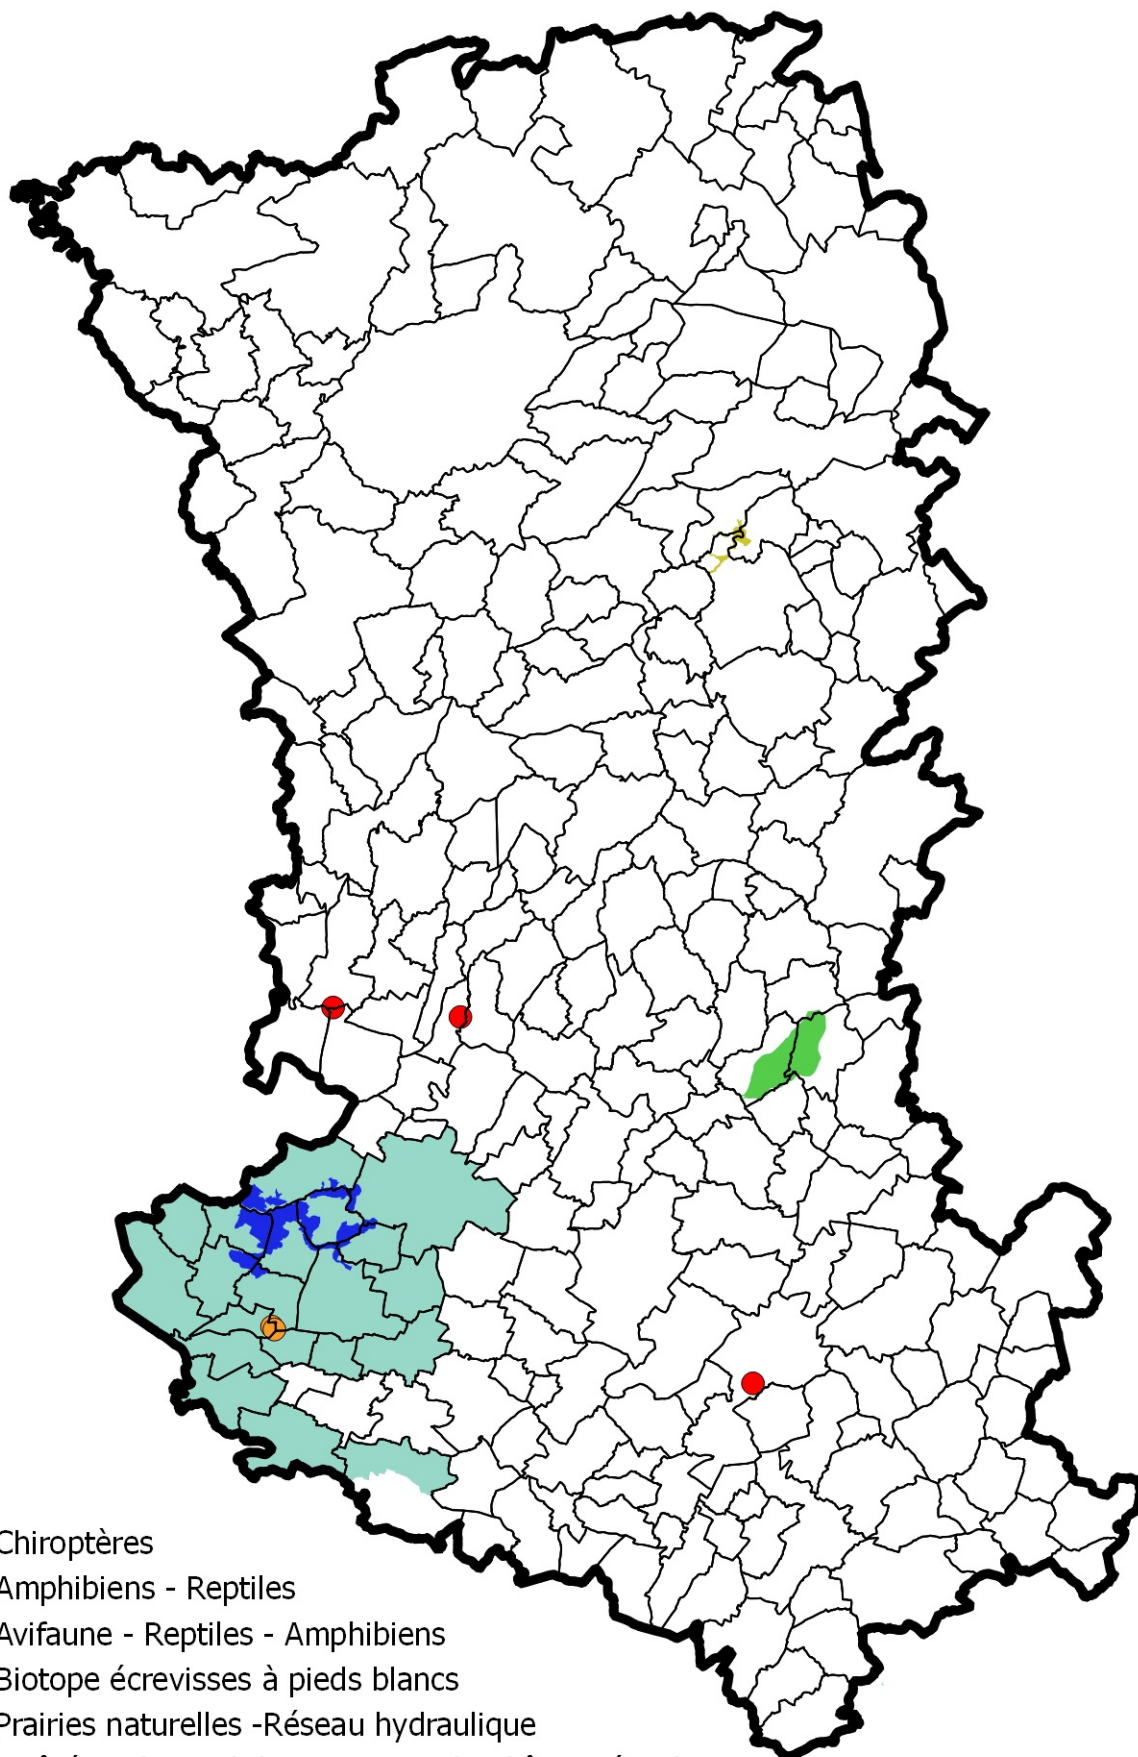 Chiroptères
Amphibiens - Reptiles
Avifaune - Reptiles - Amphibiens
Biotope écrevisses à pieds blancs
Prairies naturelles -Réseau hydraulique